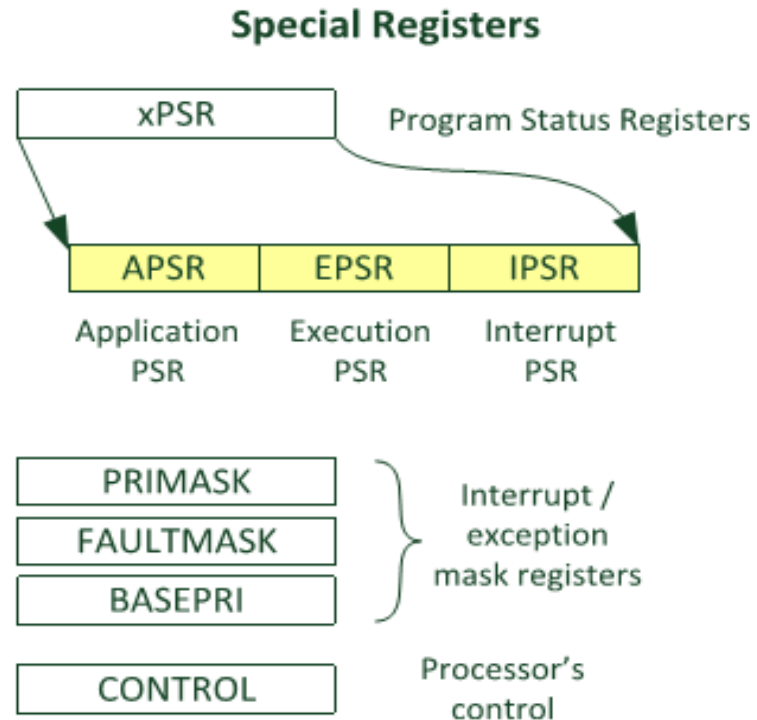 Special Registers
xPSR
Program Status Registers
APSR
EPSR
IPSR
Application
PSR
Execution
PSR
Interrupt
PSR
PRIMASK
FAULTMASK
BASEPRI
Interrupt /
exception
mask registers
CONTROL
Processor's
control